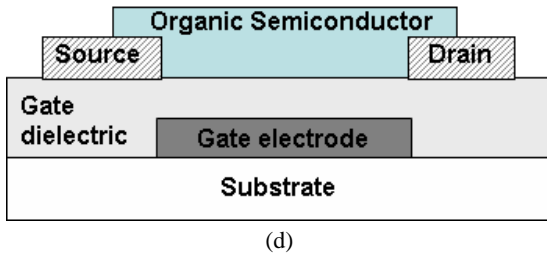 Organic Semiconductor
Source
Drain
Gate
dielectric
Gate electrode
Substrate
(d)